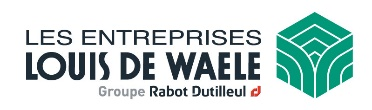 LES ENTREPRISES
LOUIS DE WAELE
Groupe Rabot Dutilleul